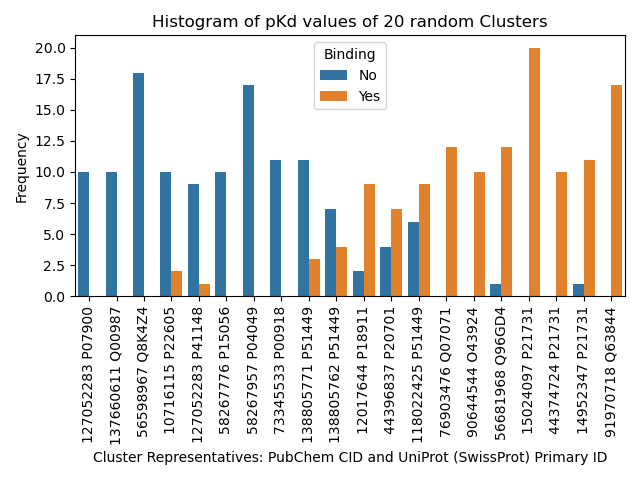 Histogram of pKd values of 20 random Clusters
Binding
No
Yes
Frequency
20.0
17.5
15.0
12.5
10.0
7.5
5.0
2.5
0.0
127052283 P07900
137660611 Q00987
56598967 Q8K4Z4
10716115 P22605
127052283 P41148
58267776 P15056
58267957 P04049
73345533 P00918
138805771 P51449
138805762 P51449
12017644 P18911
44396837 P20701
118022425 P51449
76903476 Q07071
90644544 O43924
56681968 Q96GD4
15024097 P21731
44374724 P21731
14952347 P21731
91970718 Q63844
Cluster Representatives: PubChem CID and UniProt (SwissProt) Primary ID